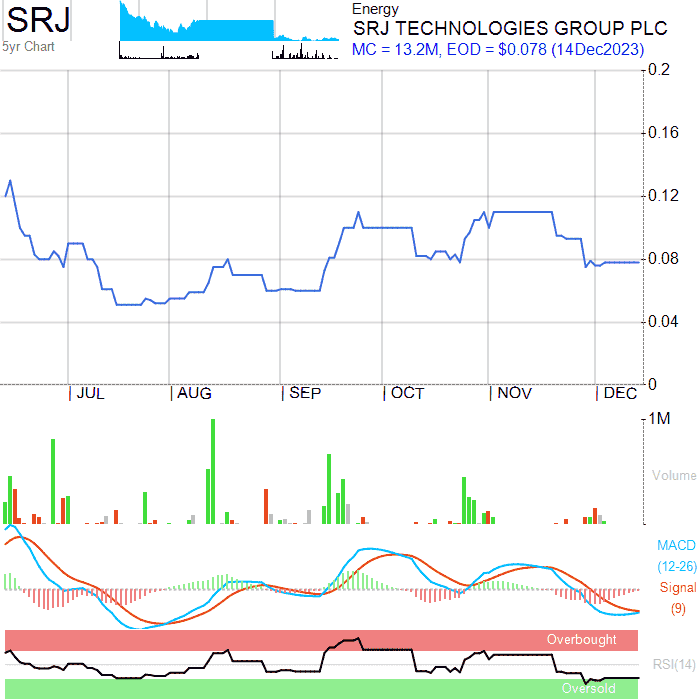 SRJ
5yr Chart
Energy
SRJ TECHNOLOGIES GROUP PLC
MC = 13.2M, EOD = $0.078 (14Dec2023)
0.2
0.16
0.12
0.08
0.04
0
JUL AUG SEP OCT NOV DEC
1M
Volume
MACD
(12-26)
Signal
(9)
Overbought
RSI(14)
Oversold